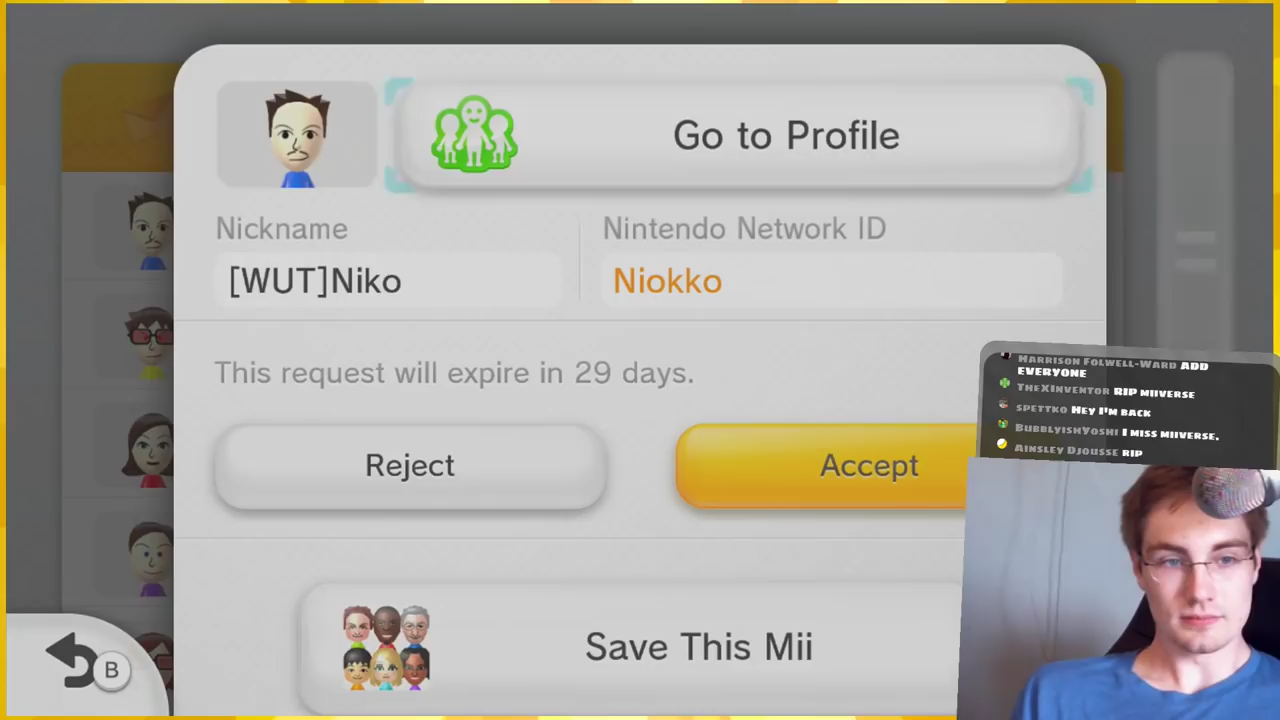 Go to Profile
Nickname
Nintendo Network ID
[WUT]Niko
Niokko
This request will expire in 29 days.
Reject
Accept
Save This Mii
B
HARRISON FOLWELL-WARD ADD
EVERYONE
THEXINVENTOR RIP MIIVERSE
SPETTKO HEY I'M BACK
BUBBLYISHYOSHI I MISS MIIVERSE.
AINSLEY DJOUSSE RIP